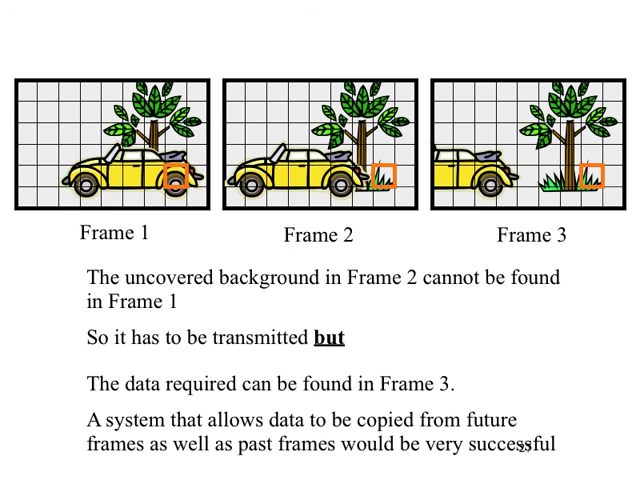 Frame 1
Frame 2
Frame 3
The uncovered background in Frame 2 cannot be found
in Frame 1
So it has to be transmitted but
The data required can be found in Frame 3.
A system that allows data to be copied from future
frames as well as past frames would be very successful